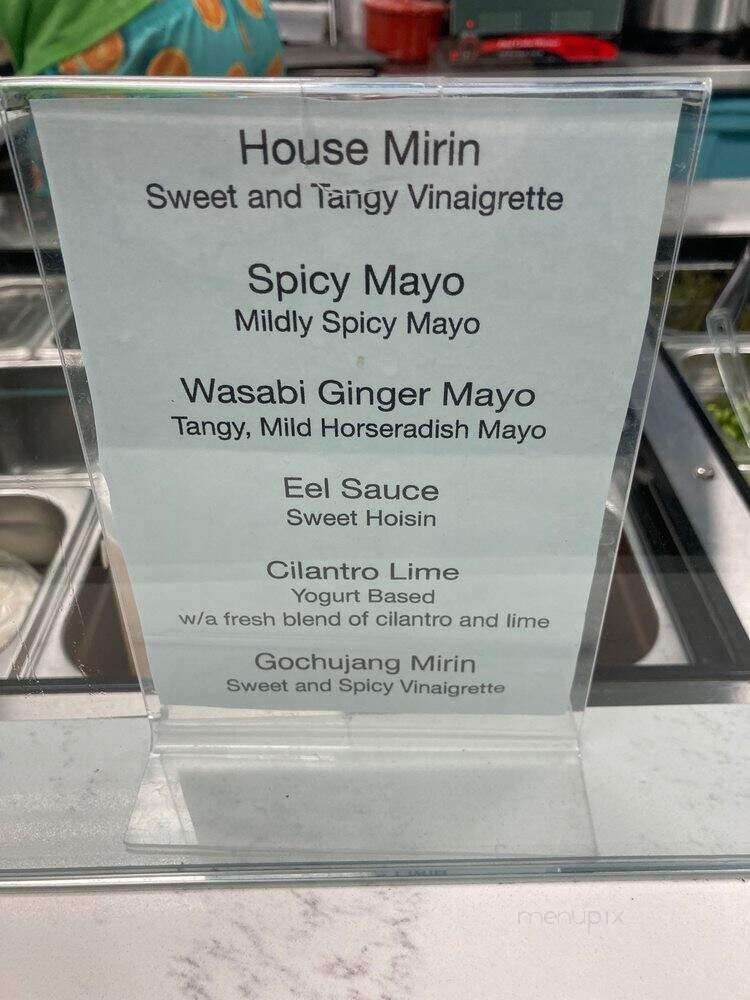 House Mirin
Sweet and Tangy Vinaigrette
Spicy Mayo
Mildly Spicy Mayo
Wasabi Ginger Mayo
Tangy, Mild Horseradish Mayo
Eel Sauce
Sweet Hoisin
Cilantro Lime
Yogurt Based
w/a fresh blend of cilantro and lime
Gochujang Mirin
Sweet and Spicy Vinaigrette
menupix